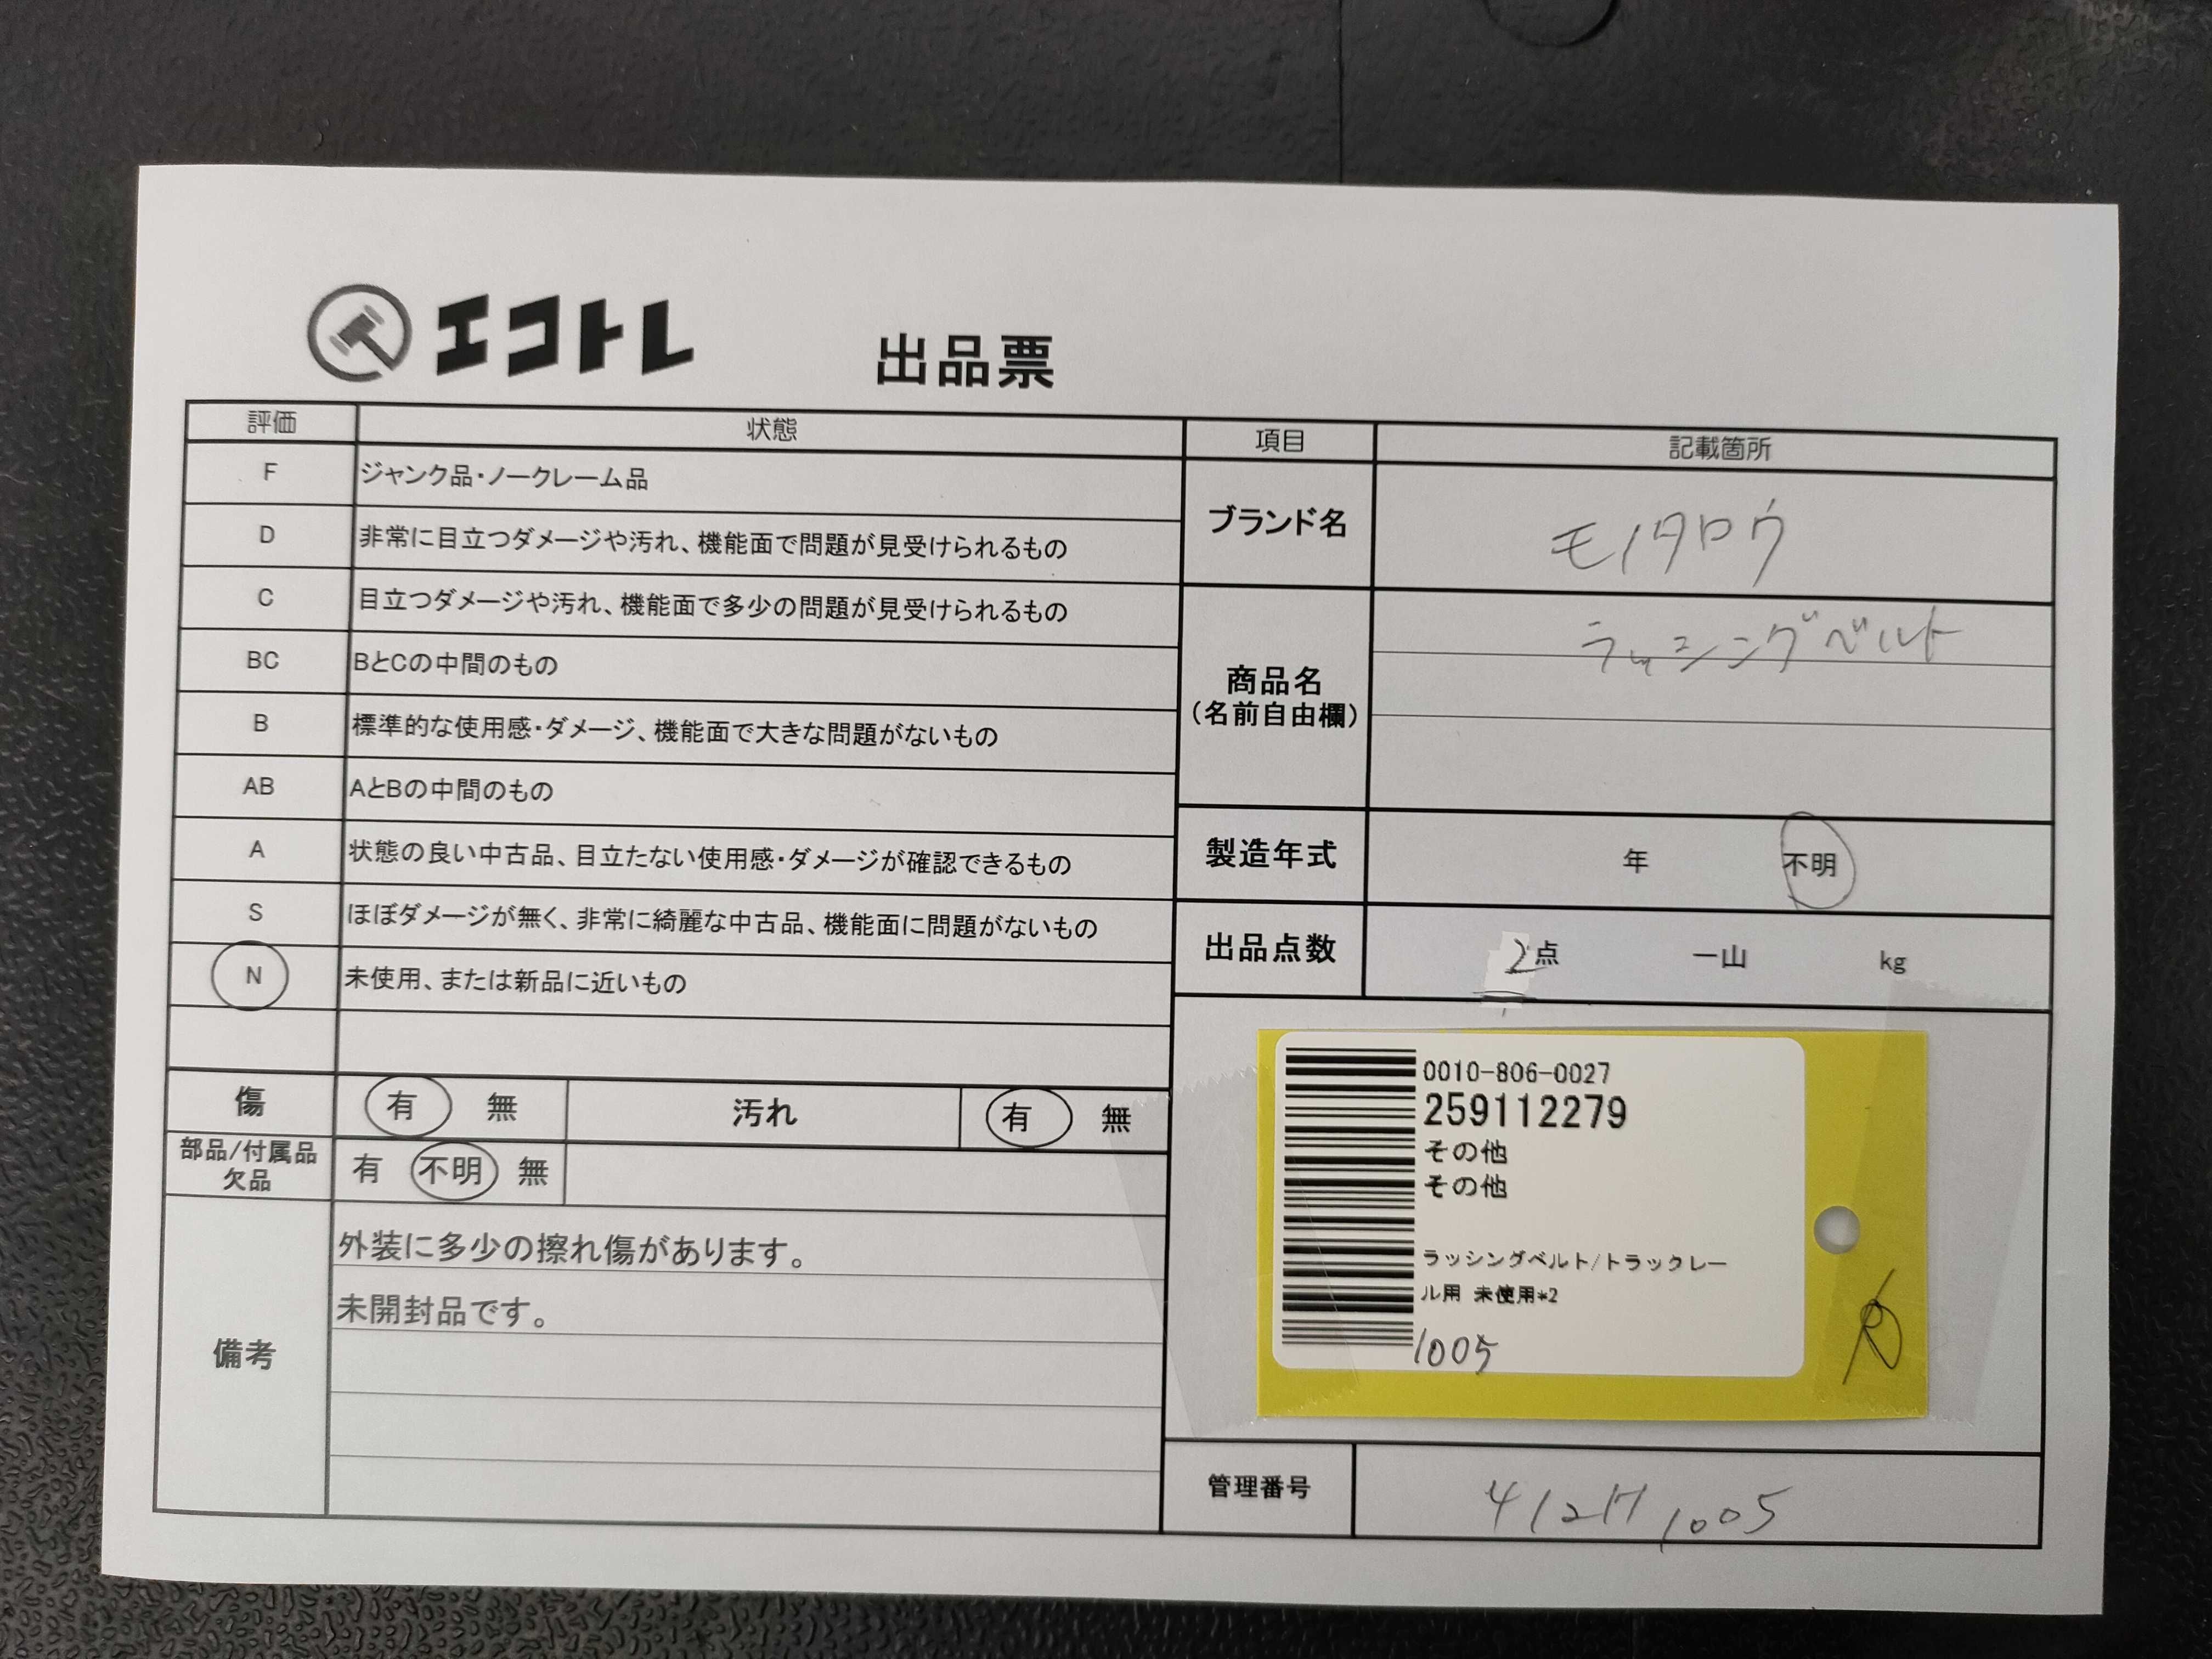 エコトレ
出品票
評価 状態
F ジャンク品・ノークレーム品
D 非常に目立つダメージや汚れ、機能面で問題が見受けられるもの
C 目立つダメージや汚れ、機能面で多少の問題が見受けられるもの
BC BとCの中間のもの
B 標準的な使用感・ダメージ、機能面で大きな問題がないもの
AB AとBの中間のもの
A 状態の良い中古品、目立たない使用感・ダメージが確認できるもの
S ほぼダメージが無く、非常に綺麗な中古品、機能面に問題がないもの
N 未使用、または新品に近いもの
傷 有 無 汚れ 有 無
部品/付属品
欠品
有 不明 無
備考
外装に多少の擦れ傷があります。
未開封品です。
項目 記載箇所
ブランド名 モノタロウ
商品名
(名前自由欄)
ラッシングベルト
製造年式 年 不明
出品点数 2点 一山 kg
0010-806-0027
259112279
その他
その他
ラッシングベルト/トラックレー
ル用 未使用*2
1005
管理番号 41217 1005